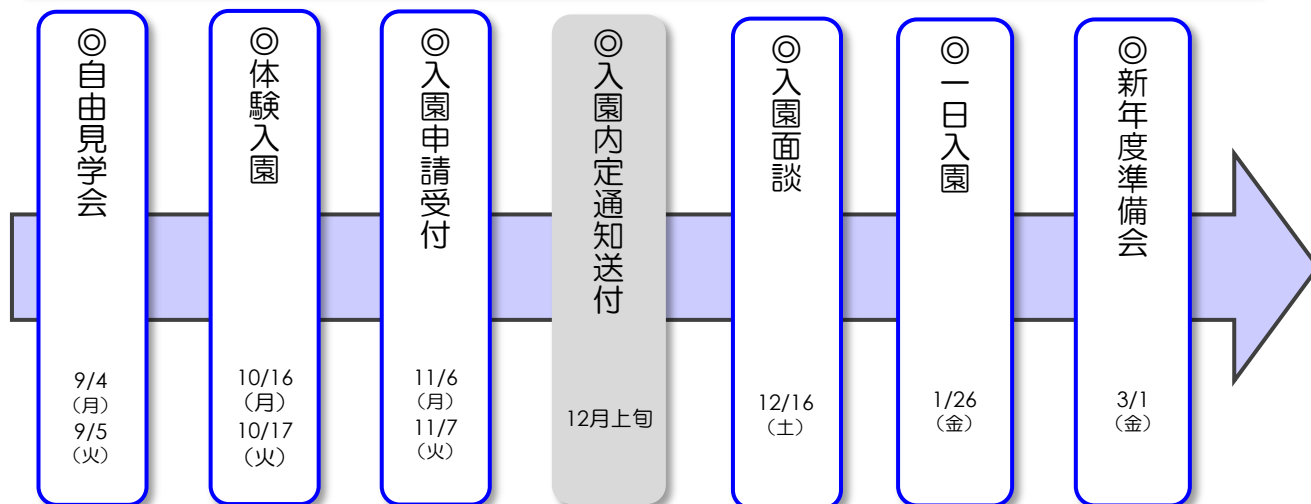 ◎自由見学会
9/4
（月）
9/5
（火）
◎体験入園
10/16
（月）
10/17
（火）
◎入園申請受付
11/6
（月）
11/7
（火）
◎入園内定通知送付
12月上旬
◎入園面談
12/16
（土）
◎一日入園
1/26
（金）
◎新年度準備会
3/1
（金）